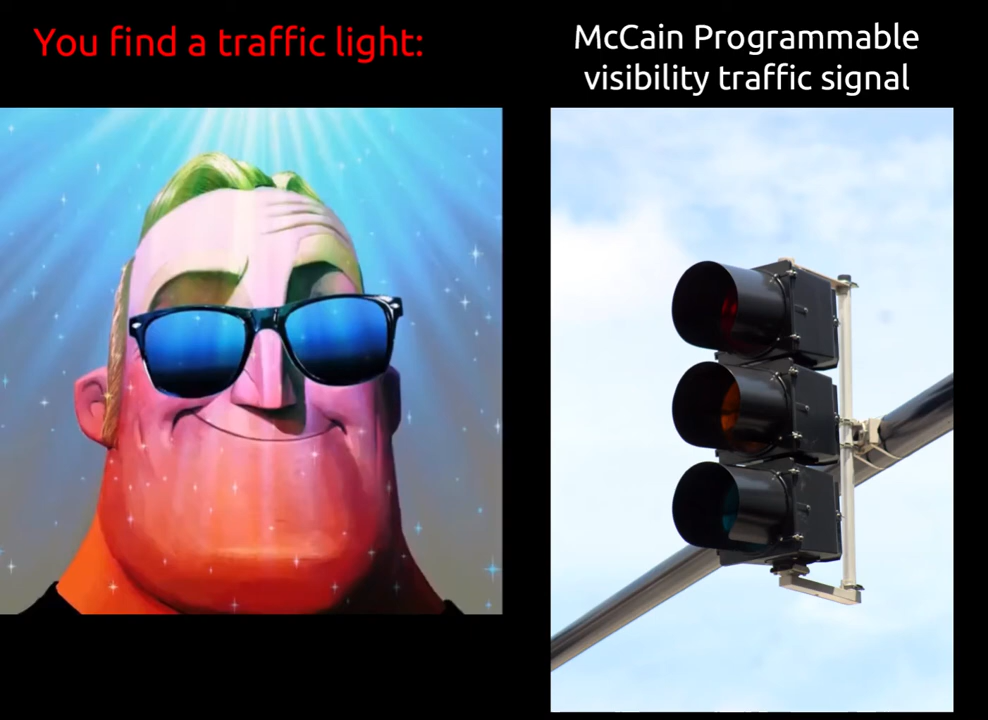 You find a traffic light:
McCain Programmable
visibility traffic signal